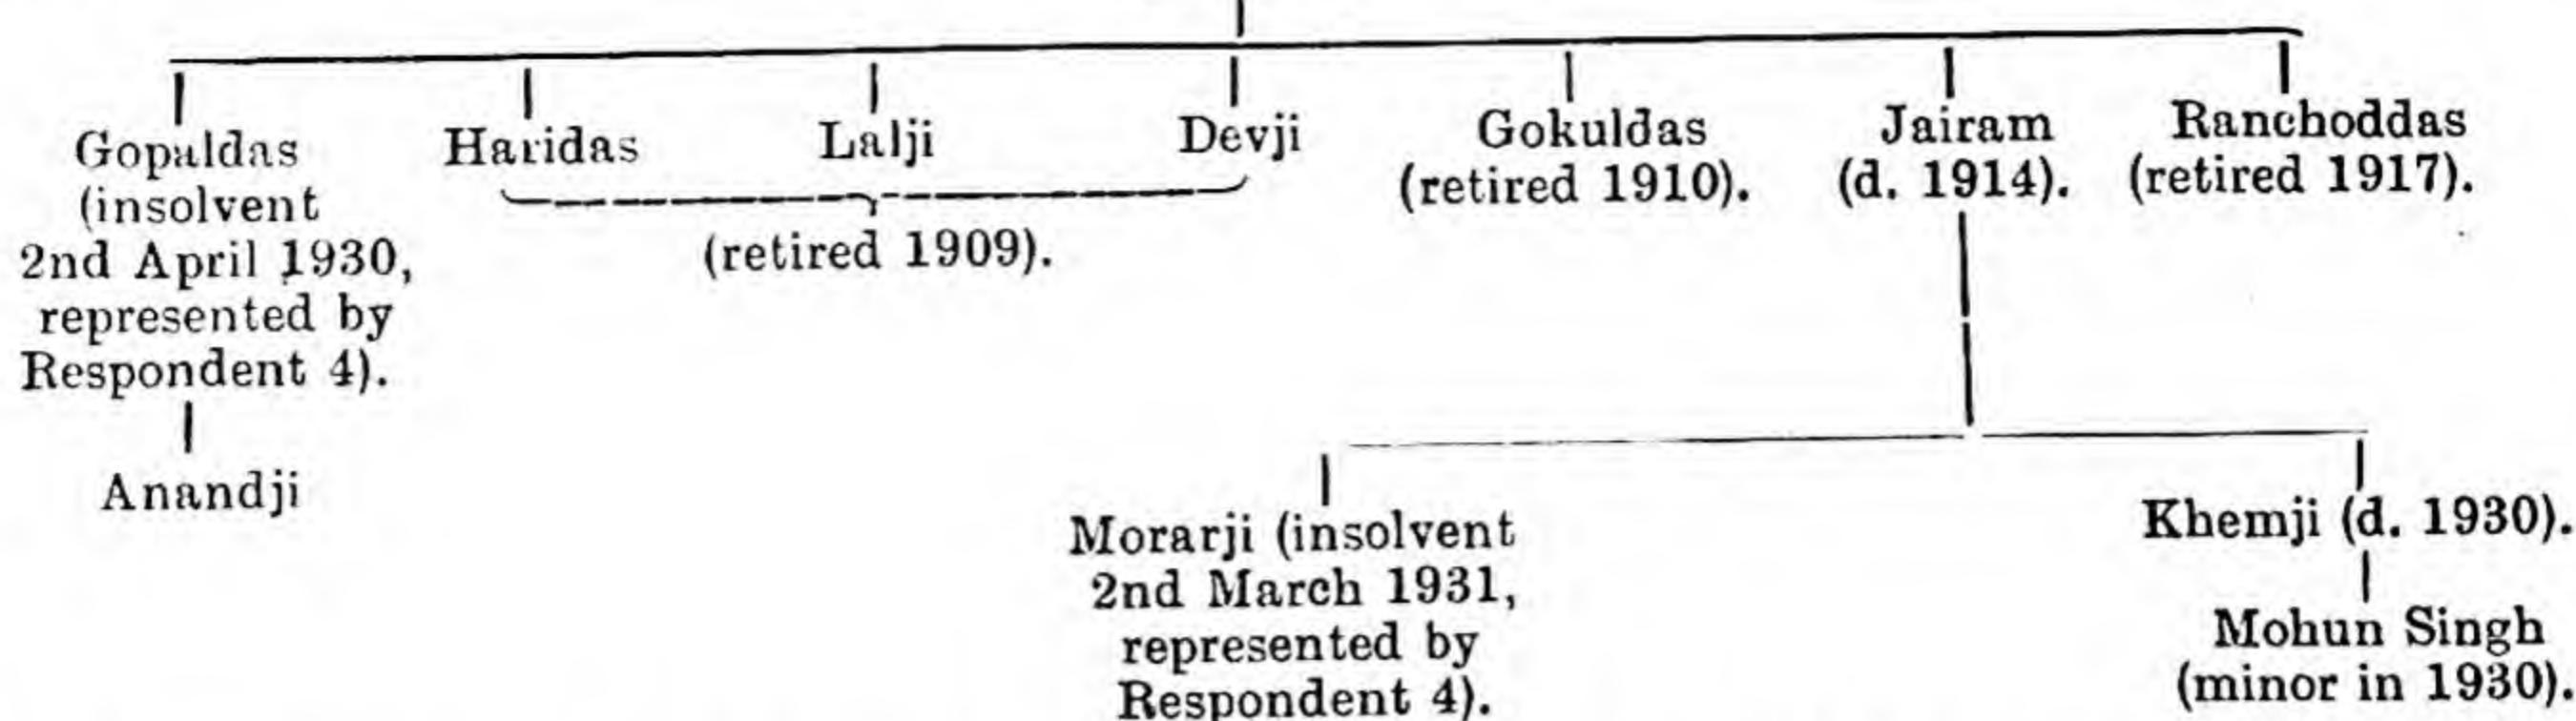 Gopaldas Haridas Lalji Devji Gokuldas Jairam Ranchoddas
(insolvent (retired 1910). (d. 1914). (retired 1917).
2nd April 1930, (retired 1909).
represented by
Respondent 4).
Anandji
Morarji (insolvent Khemji (d. 1930).
2nd March 1931,
represented by Mohun Singh
Respondent 4). (minor in 1930).